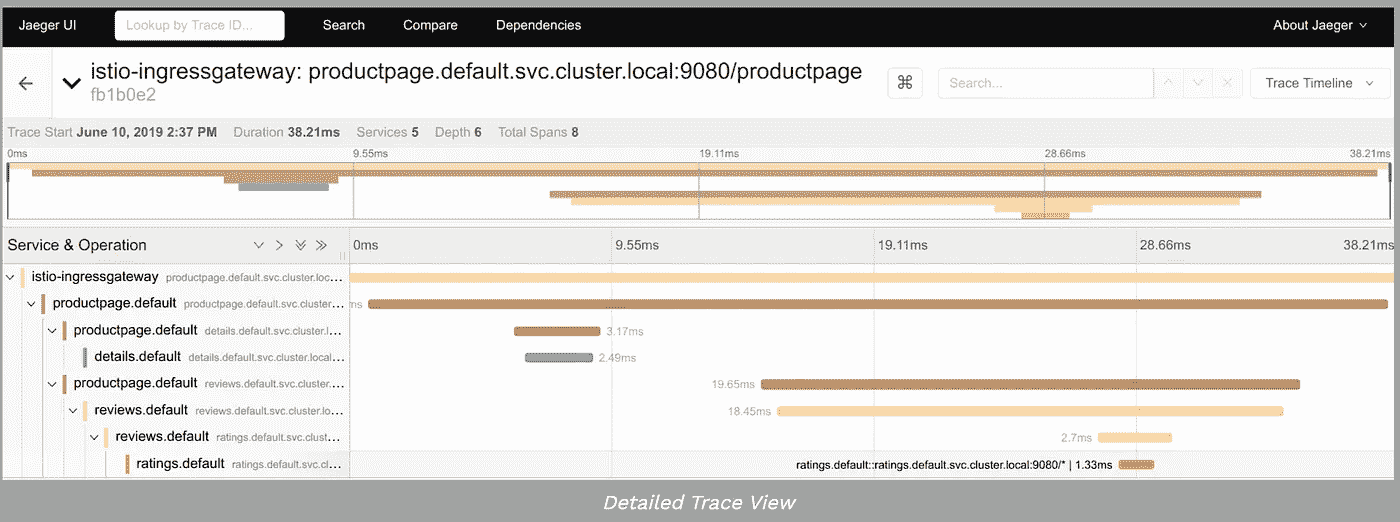 Jaeger UI Lookup by Trace ID... Search Compare Dependencies About Jaeger
istio-ingressgateway: productpage.default.svc.cluster.local:9080/productpage
fb1b0e2
⌘ Search... Trace Timeline
Trace Start June 10, 2019 2:37 PM Duration 38.21ms Services 5 Depth 6 Total Spans 8
0ms 9.55ms 19.11ms 28.66ms 38.21ms
Service & Operation 0ms 9.55ms 19.11ms 28.66ms 38.21ms
istio-ingressgateway productpage.default.svc.cluster.loc...
productpage.default productpage.default.svc.cluster... ms
productpage.default details.default.svc.cluster.l... 3.17ms
details.default details.default.svc.cluster.local... 2.49ms
productpage.default reviews.default.svc.cluster.... 19.65ms
reviews.default reviews.default.svc.cluster.lo... 18.45ms
reviews.default ratings.default.svc.clust... 2.7ms
ratings.default ratings.default.svc.cl... ratings.default::ratings.default.svc.cluster.local:9080/* | 1.33ms
Detailed Trace View